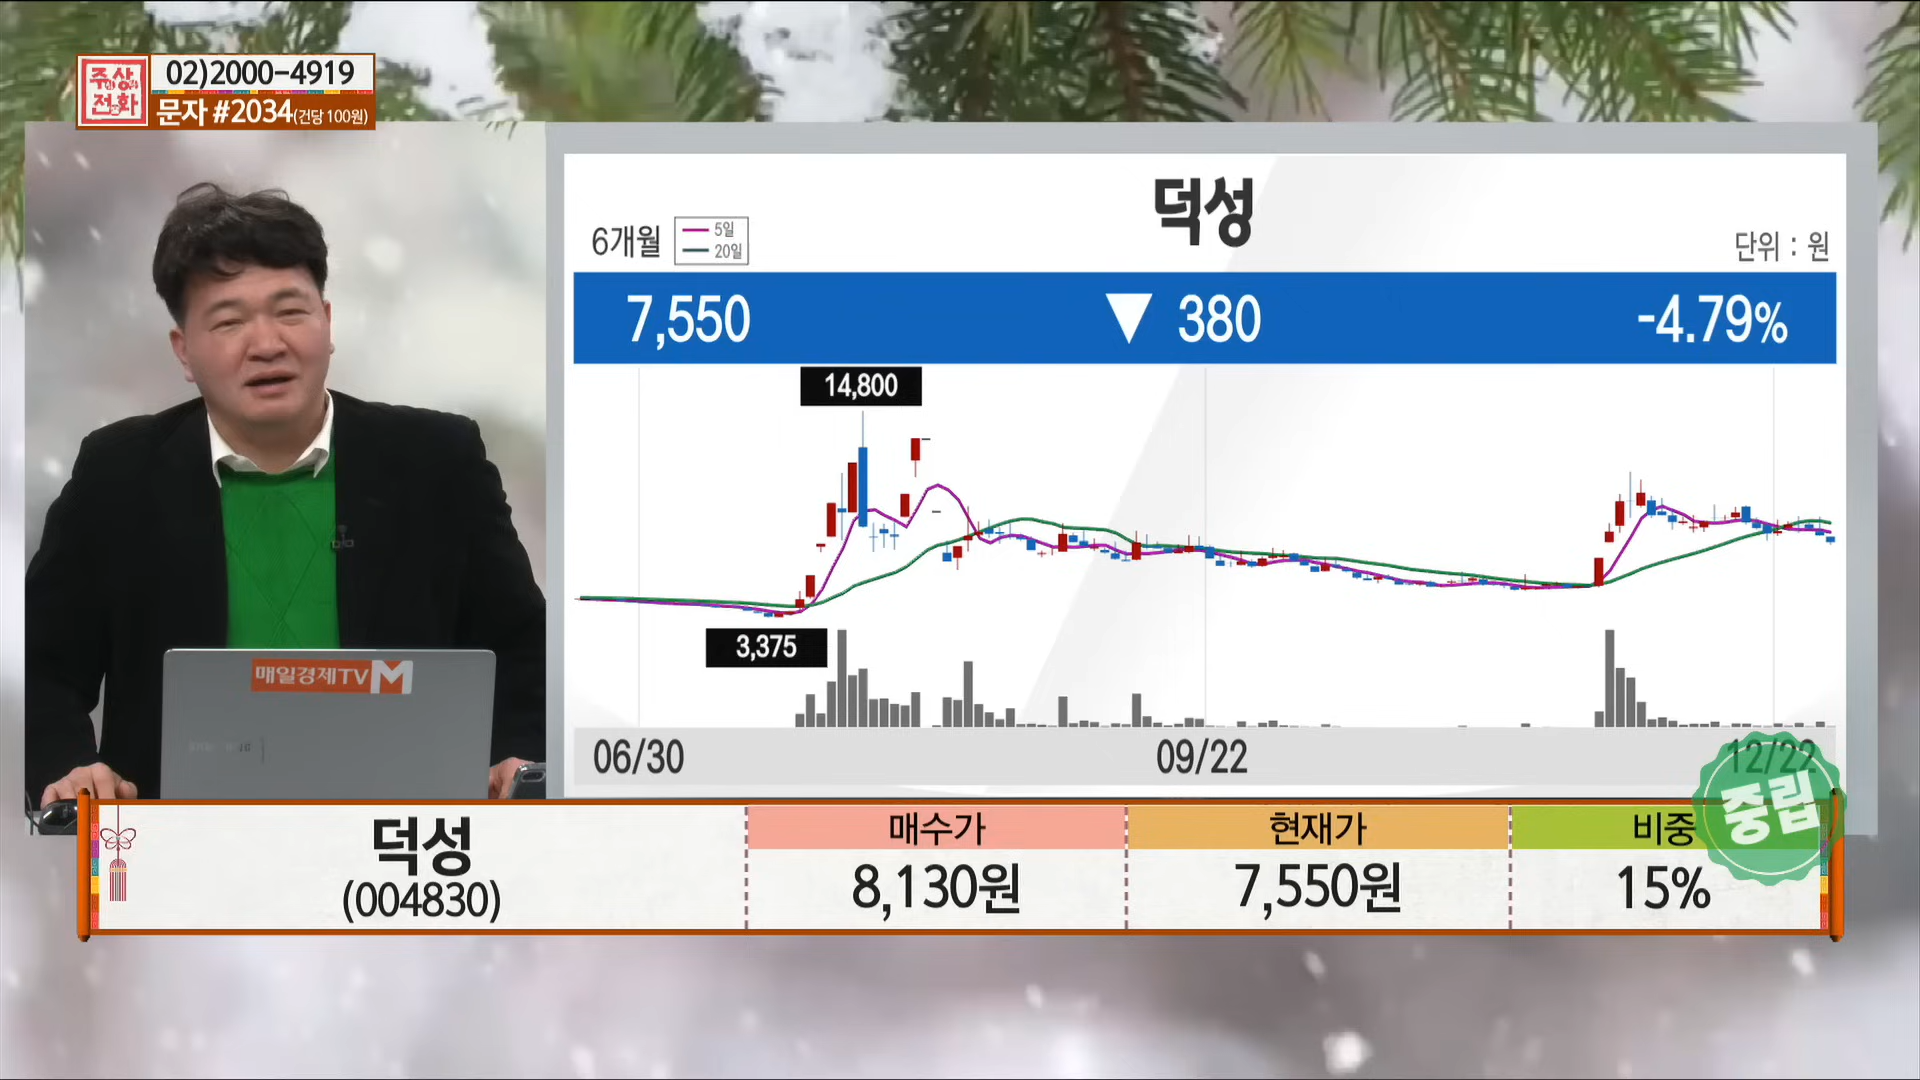 주상
전화
02)2000-4919
문자 #2034(건당 100원)
덕성
6개월
5일
20일
단위 : 원
7,550 ▼ 380 -4.79%
14,800
3,375
06/30 09/22 12/22
매일경제TV M
중립
덕성
(004830)
매수가 현재가 비중
8,130원 7,550원 15%